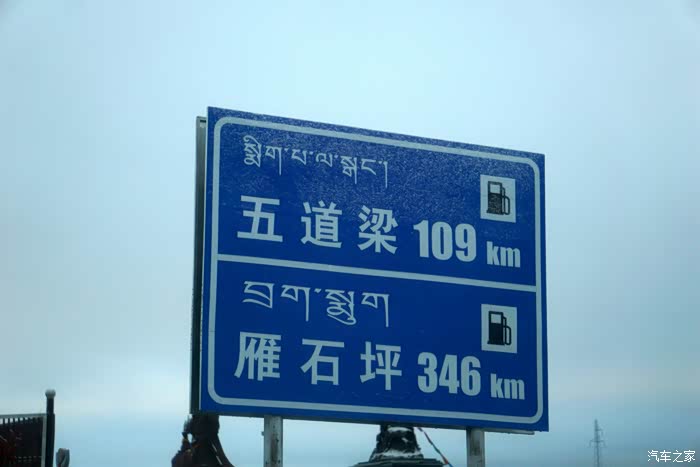 སྨིག་པ་ལ་སྒང་།
五道梁 109 km
བྲག་སྨུག
雁石坪 346 km
汽车之家